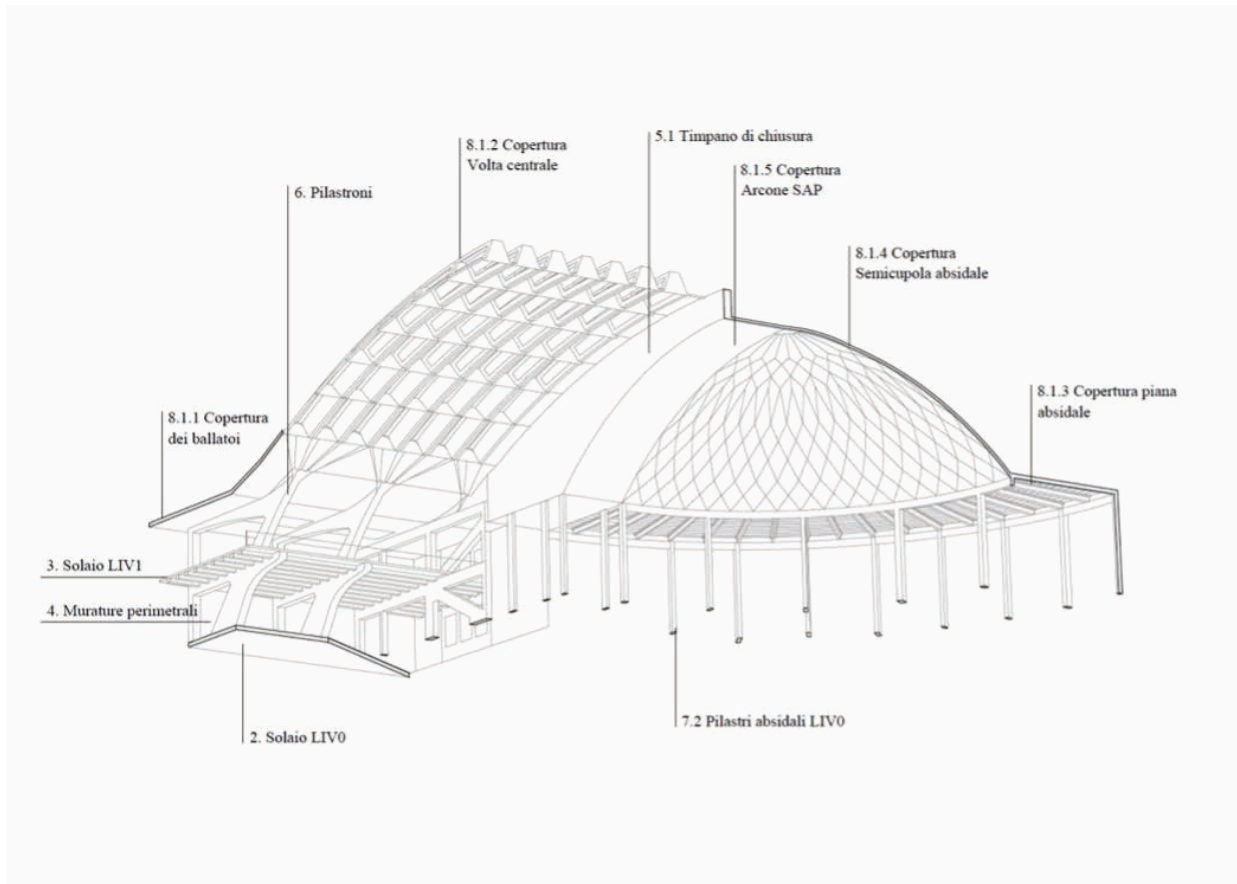 5.1 Timpano di chiusura
8.1.2 Copertura
Volta centrale
8.1.5 Copertura
Arcone SAP
6. Pilastroni
8.1.4 Copertura
Semicupola absidale
8.1.3 Copertura piana
absidale
8.1.1 Copertura
dei ballatoi
3. Solaio LIV1
4. Murature perimetrali
7.2 Pilastri absidali LIV0
2. Solaio LIV0